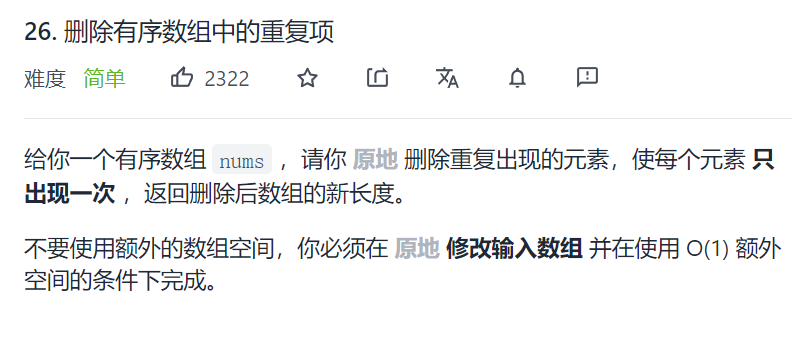 26. 删除有序数组中的重复项
难度 简单 2322
给你一个有序数组 nums ，请你 原地 删除重复出现的元素，使每个元素 只
出现一次 ，返回删除后数组的新长度。
不要使用额外的数组空间，你必须在 原地 修改输入数组 并在使用 O(1) 额外
空间的条件下完成。